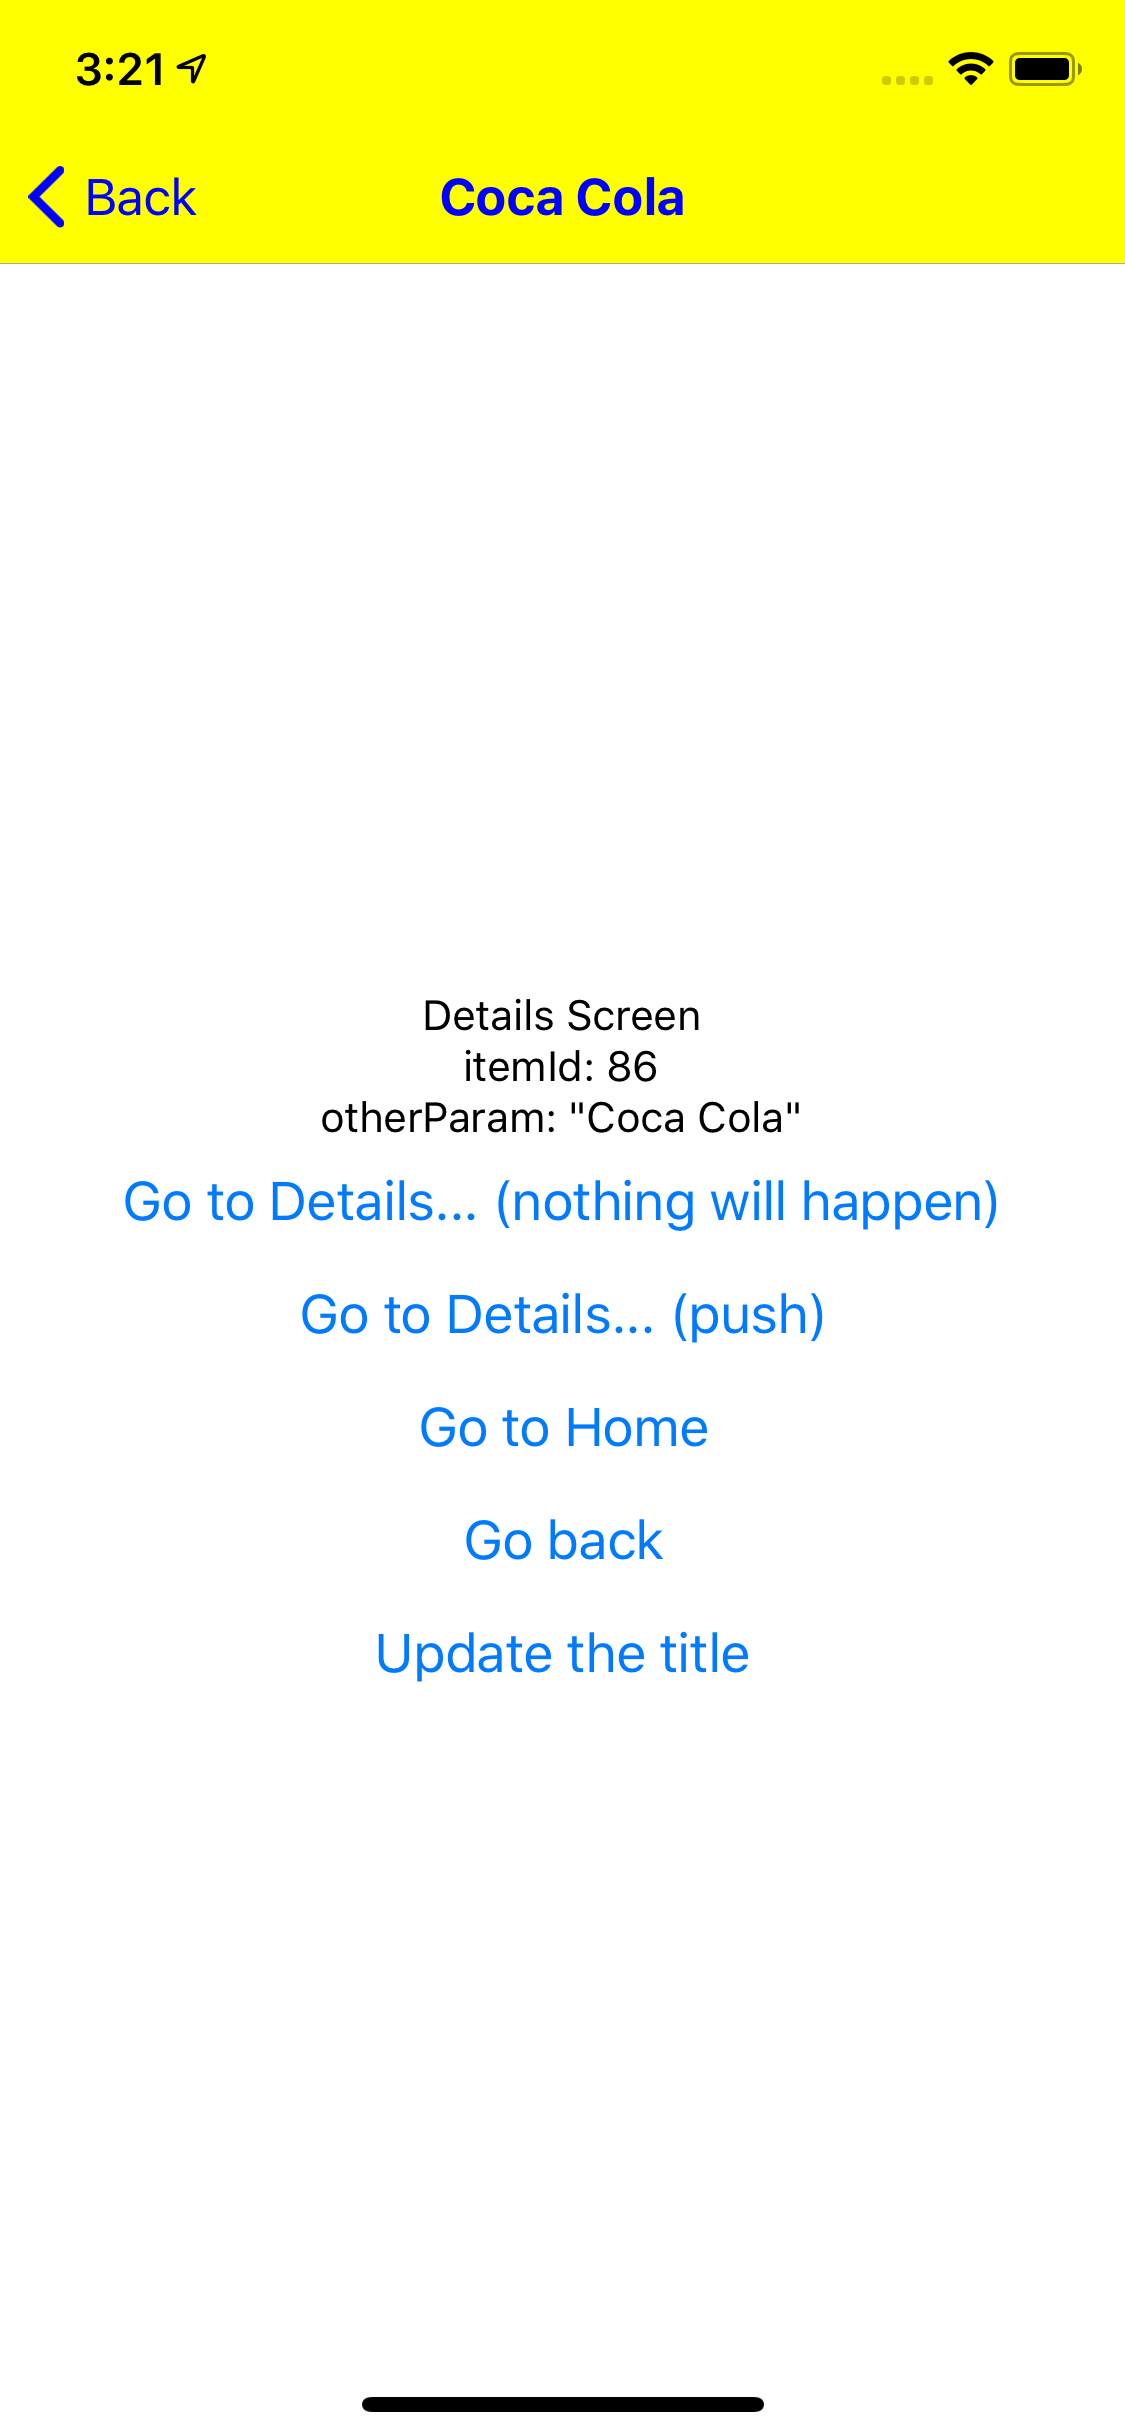 3:21
Back
Coca Cola
Details Screen
itemId: 86
otherParam: "Coca Cola"
Go to Details... (nothing will happen)
Go to Details... (push)
Go to Home
Go back
Update the title